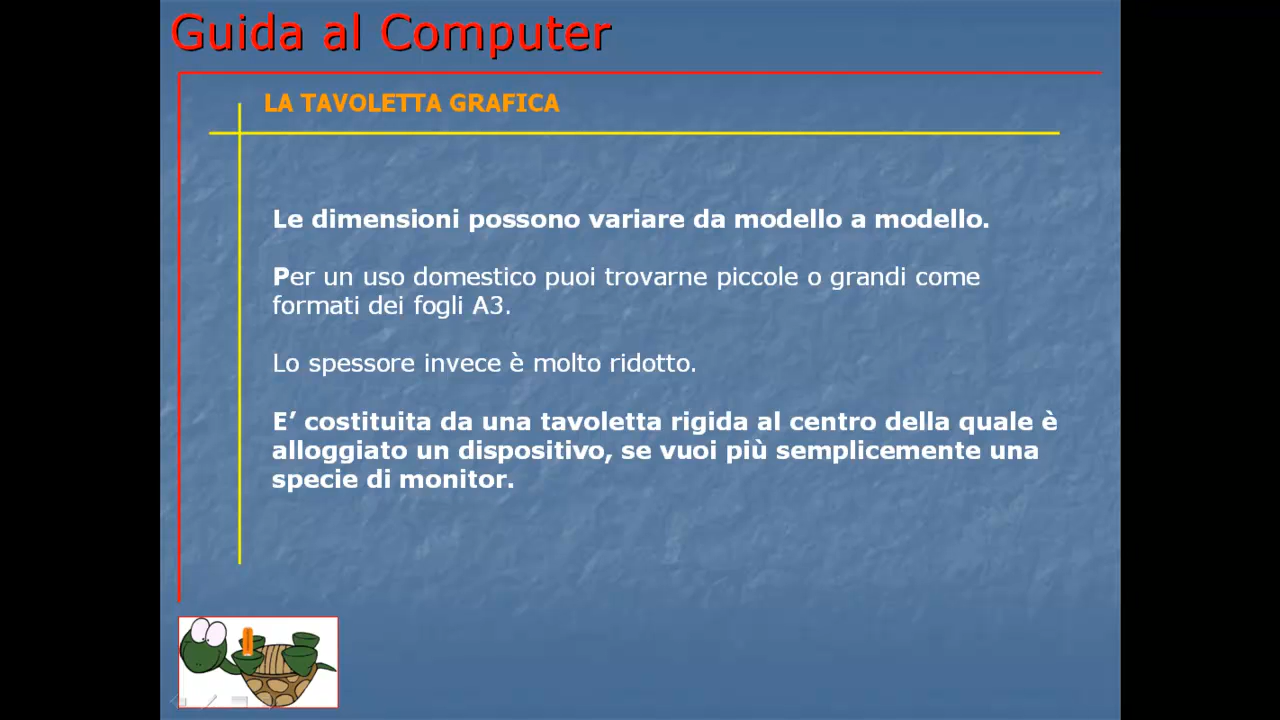 Guida al Computer
LA TAVOLETTA GRAFICA
Le dimensioni possono variare da modello a modello.
Per un uso domestico puoi trovarne piccole o grandi come
formati dei fogli A3.
Lo spessore invece è molto ridotto.
E’ costituita da una tavoletta rigida al centro della quale è
alloggiato un dispositivo, se vuoi più semplicemente una
specie di monitor.